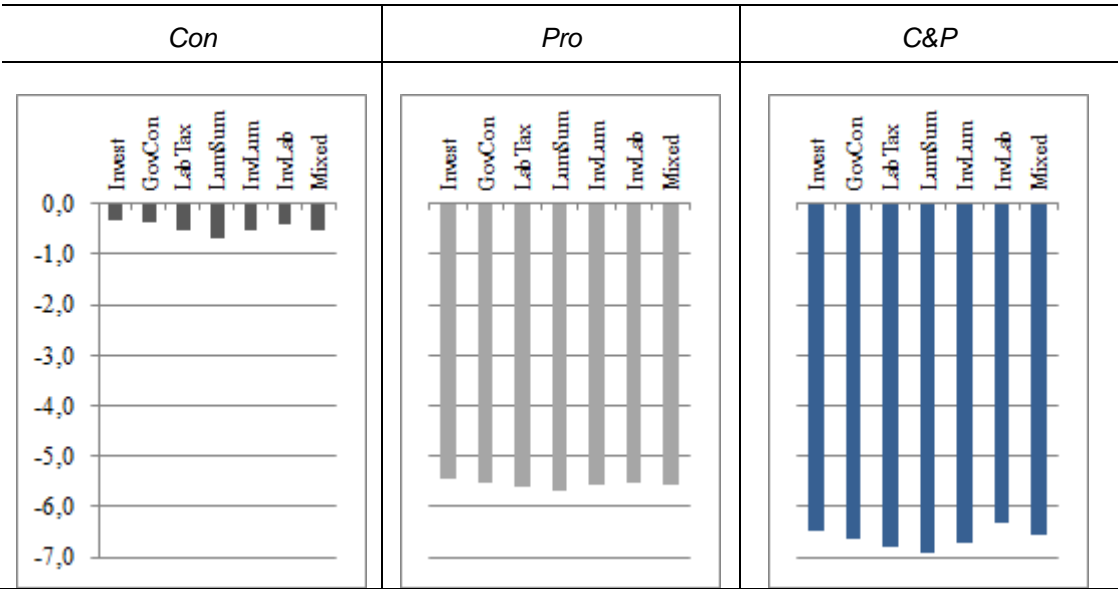 Con
Pro
C&P
Invest
GovCon
Lab Tax
LumSum
InvLum
InvLab
Mixed
Invest
GovCon
Lab Tax
LumSum
InvLum
InvLab
Mixed
Invest
GovCon
Lab Tax
LumSum
InvLum
InvLab
Mixed
0,0
-1,0
-2,0
-3,0
-4,0
-5,0
-6,0
-7,0